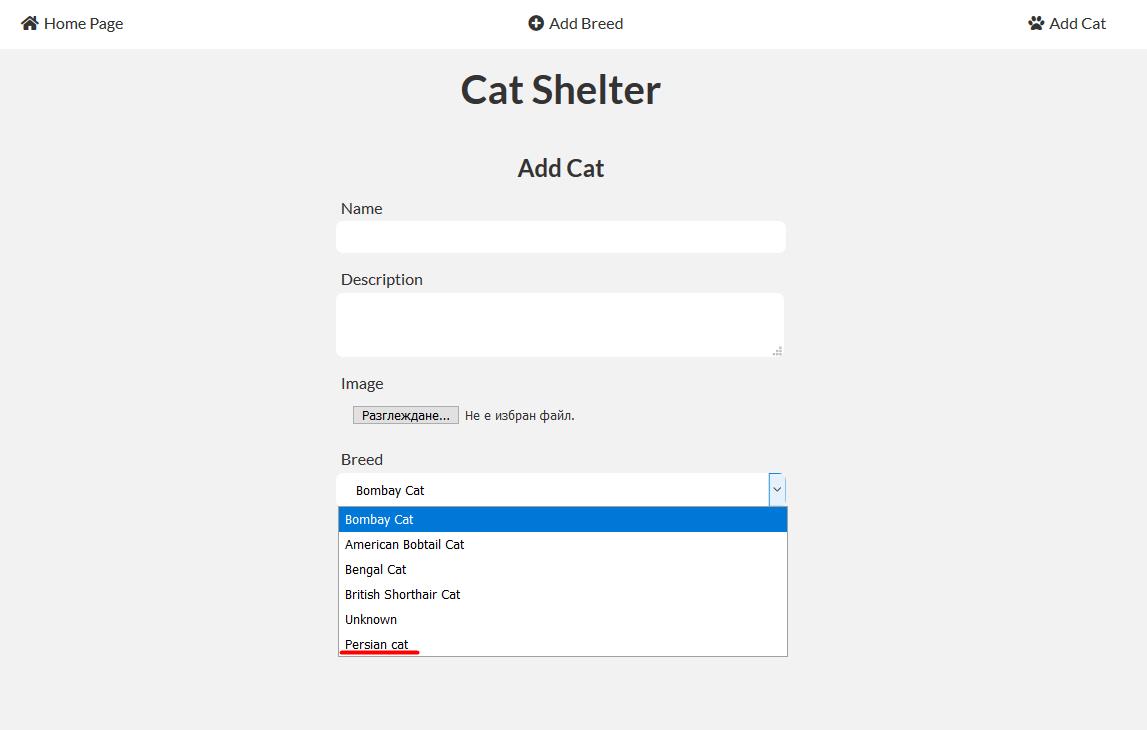 Home Page
Add Breed
Add Cat
Cat Shelter
Add Cat
Name
Description
Image
Разглеждане... Не е избран файл.
Breed
Bombay Cat
Bombay Cat
American Bobtail Cat
Bengal Cat
British Shorthair Cat
Unknown
Persian cat